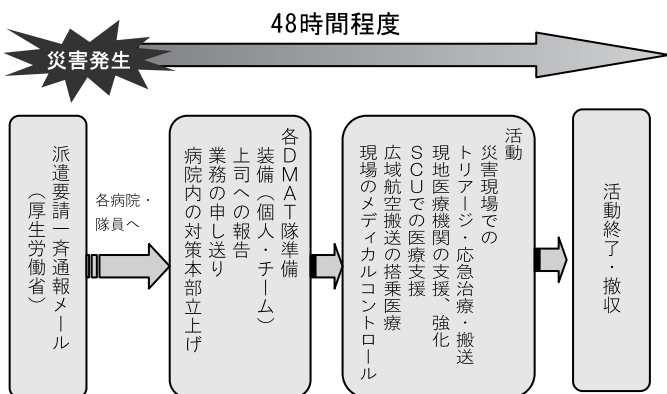 48時間程度
災害発生
派遣要請一斉通報メール
（厚生労働省）
各病院・
隊員へ
各DMAT隊準備
装備（個人・チーム）
上司への報告
業務の申し送り
病院内の対策本部立上げ
活動
災害現場での
トリアージ・応急治療・搬送
現地医療機関の支援、強化
SCUでの医療支援
広域航空搬送の搭乗医療
現場のメディカルコントロール
活動終了・撤収